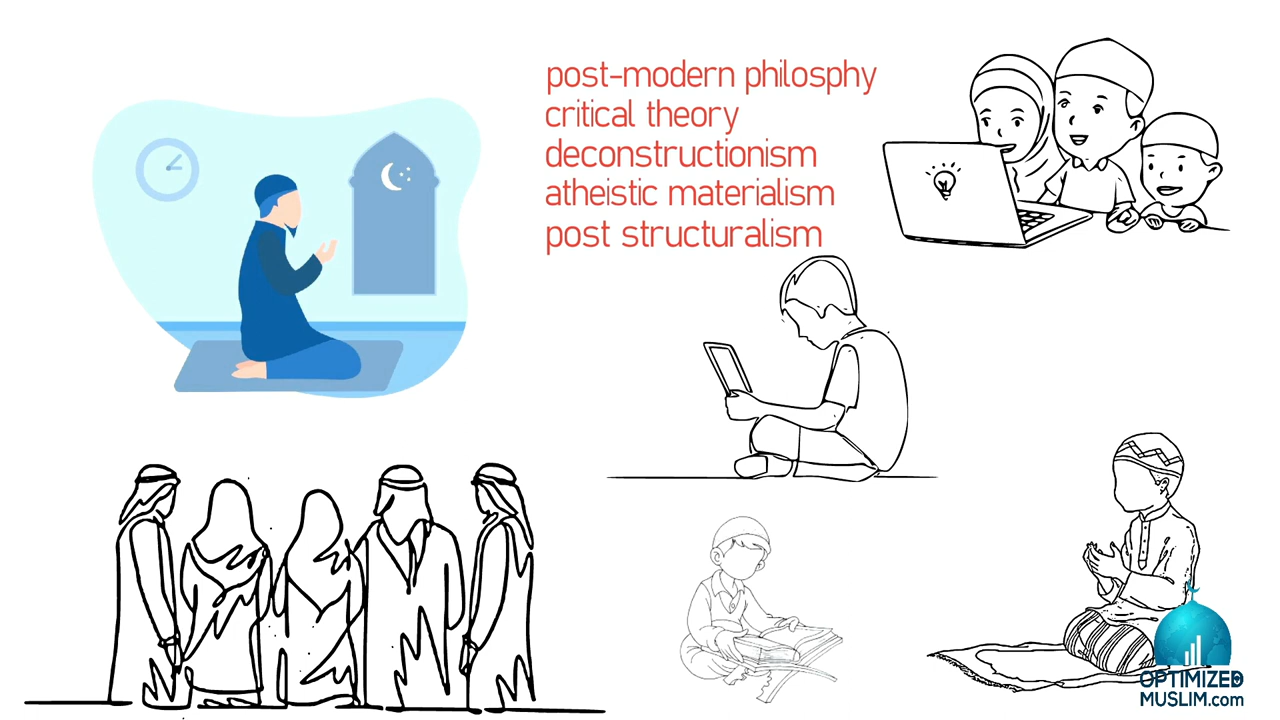 post-modern philosphy
critical theory
deconstructionism
atheistic materialism
post structuralism
OPTIMIZED
MUSLIM.com